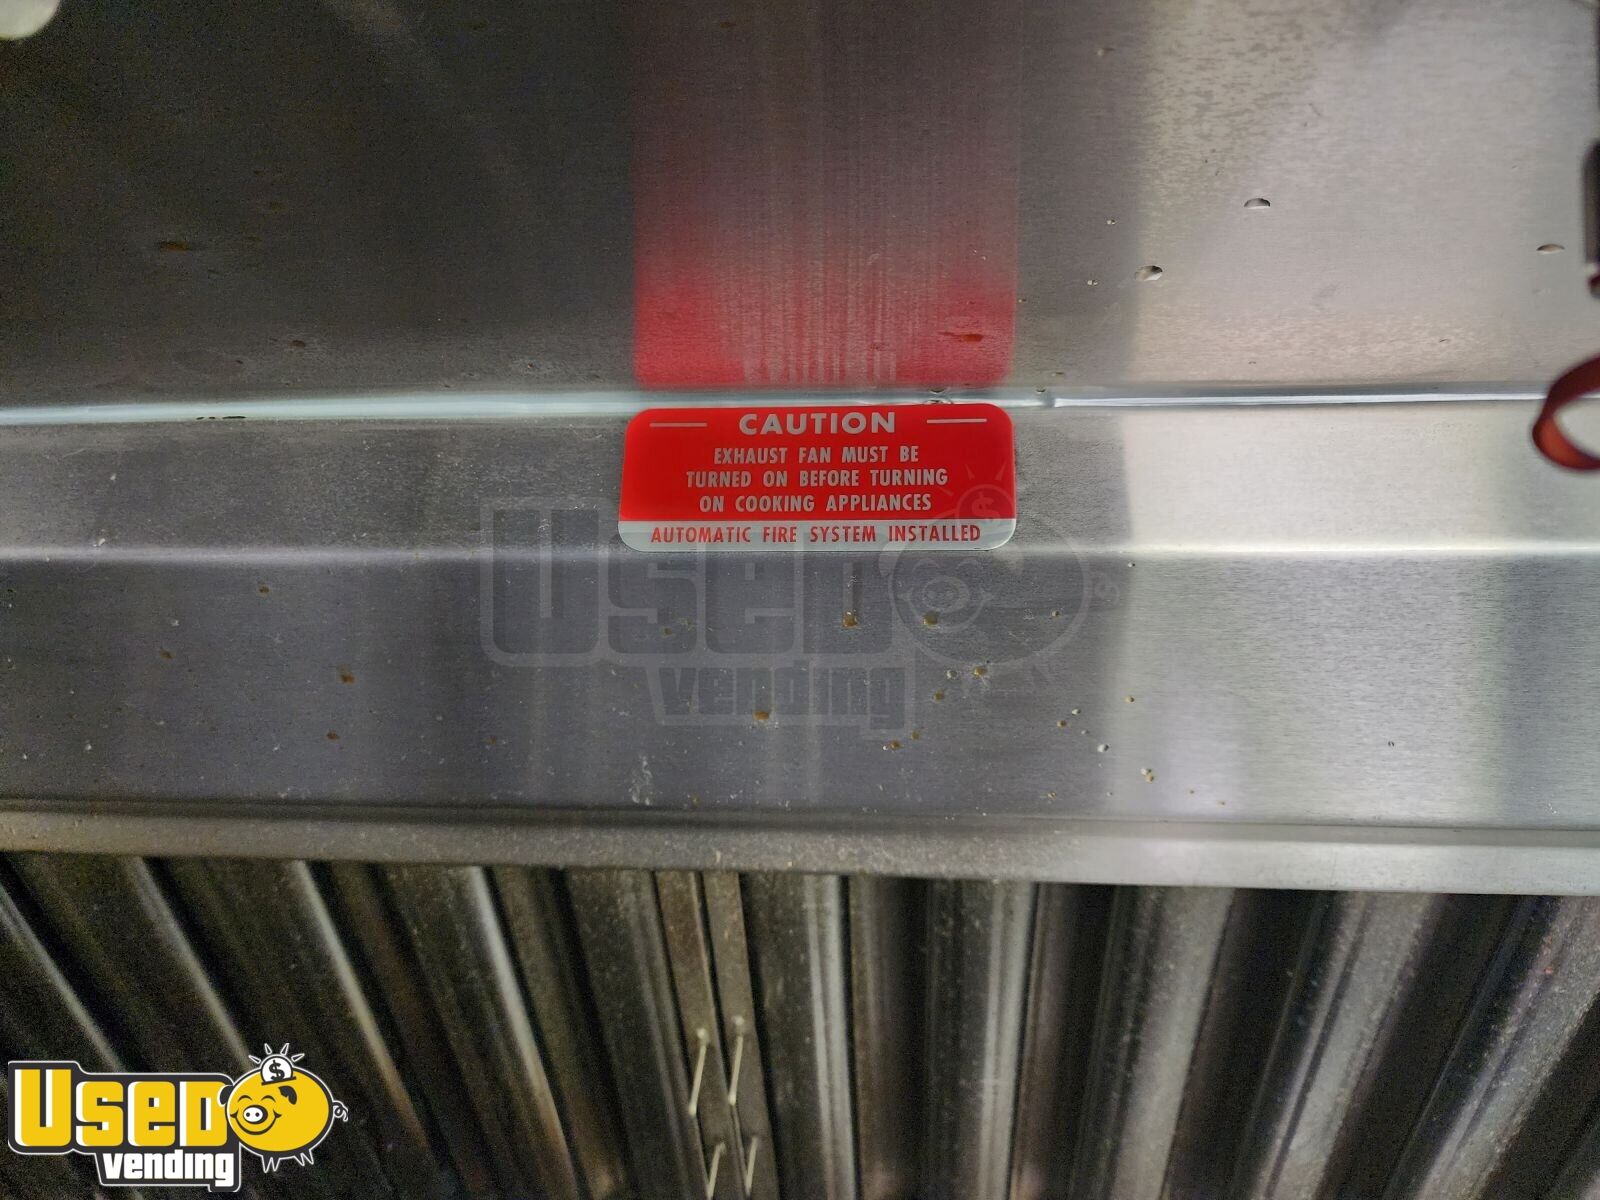 CAUTION
EXHAUST FAN MUST BE
TURNED ON BEFORE TURNING
ON COOKING APPLIANCES
AUTOMATIC FIRE SYSTEM INSTALLED
$
USED
vending
$
USED
vending